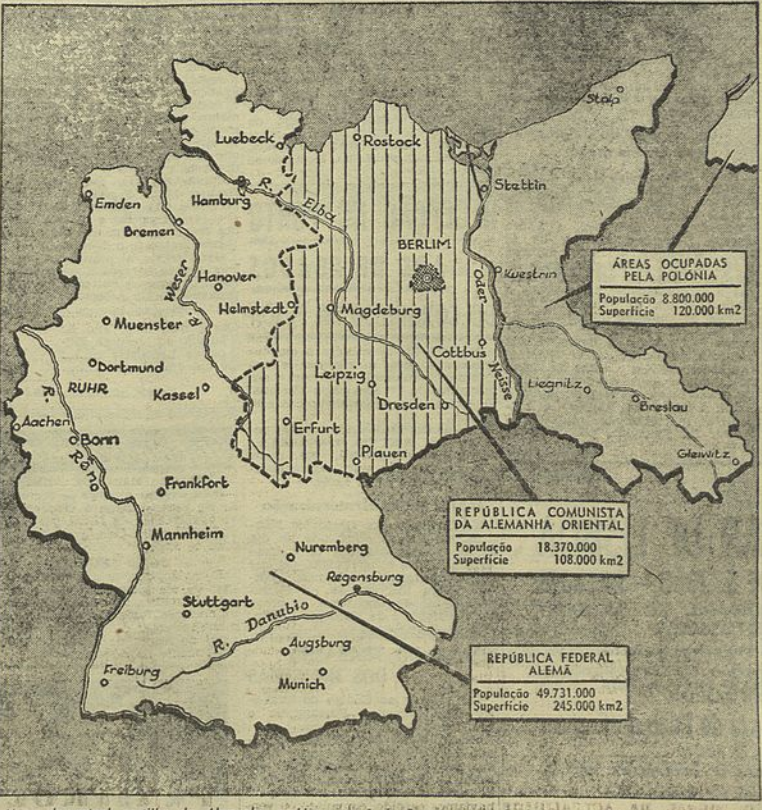 Stolp
Luebeck
Rostock
Stettin
Emden
Hamburg
R. Elba
Bremen
BERLIM
ÁREAS OCUPADAS
PELA POLÓNIA
População 8.800.000
Superfície 120.000 km2
Kuestrin
Weser R.
Hanover
Oder
Helmstedt
Magdeburg
Muenster
Cottbus
Dortmund
RUHR
Leipzig
Neisse
Liegnitz
Kassel
Dresden
Breslau
R. Reno
Aachen
Erfurt
Bonn
Plauen
Gleiwitz
Frankfort
REPÚBLICA COMUNISTA
DA ALEMANHA ORIENTAL
População 18.370.000
Superfície 108.000 km2
Mannheim
Nuremberg
Regensburg
Stuttgart
R. Danubio
Augsburg
REPÚBLICA FEDERAL
ALEMÃ
População 49.731.000
Superfície 245.000 km2
Freiburg
Munich